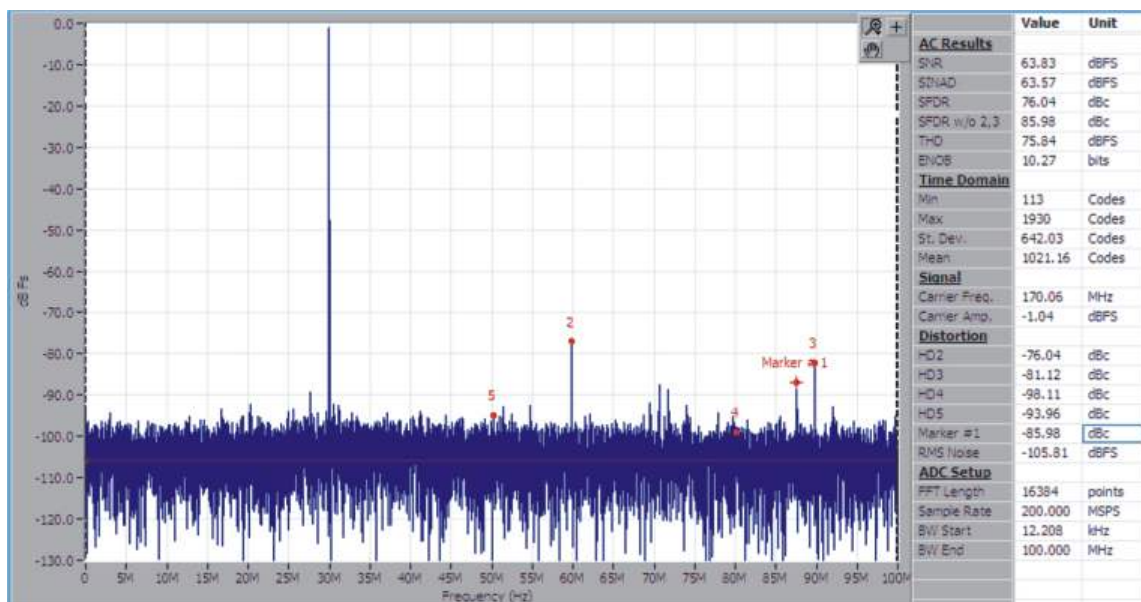 Value Unit
AC Results
SNR 63.83 dBFS
SINAD 63.57 dBFS
SFDR 76.04 dBc
SFDR w/o 2,3 85.98 dBc
THD 75.84 dBFS
ENOB 10.27 bits
Time Domain
Min 113 Codes
Max 1930 Codes
St. Dev. 642.03 Codes
Mean 1021.16 Codes
Signal
Carrier Freq. 170.06 MHz
Carrier Amp. -1.04 dBFS
Distortion
HD2 -76.04 dBc
HD3 -81.12 dBc
HD4 -98.11 dBc
HD5 -93.96 dBc
Marker #1 -85.98 dBc
RMS Noise -105.81 dBFS
ADC Setup
FFT Length 16384 points
Sample Rate 200.000 MSPS
BW Start 12.208 kHz
BW End 100.000 MHz
0.0
-10.0
-20.0
-30.0
-40.0
-50.0
-60.0
-70.0
-80.0
-90.0
-100.0
-110.0
-120.0
-130.0
dB Fs
2
3
Marker #1
5
4
0 5M 10M 15M 20M 25M 30M 35M 40M 45M 50M 55M 60M 65M 70M 75M 80M 85M 90M 95M 100M
Frequency (Hz)